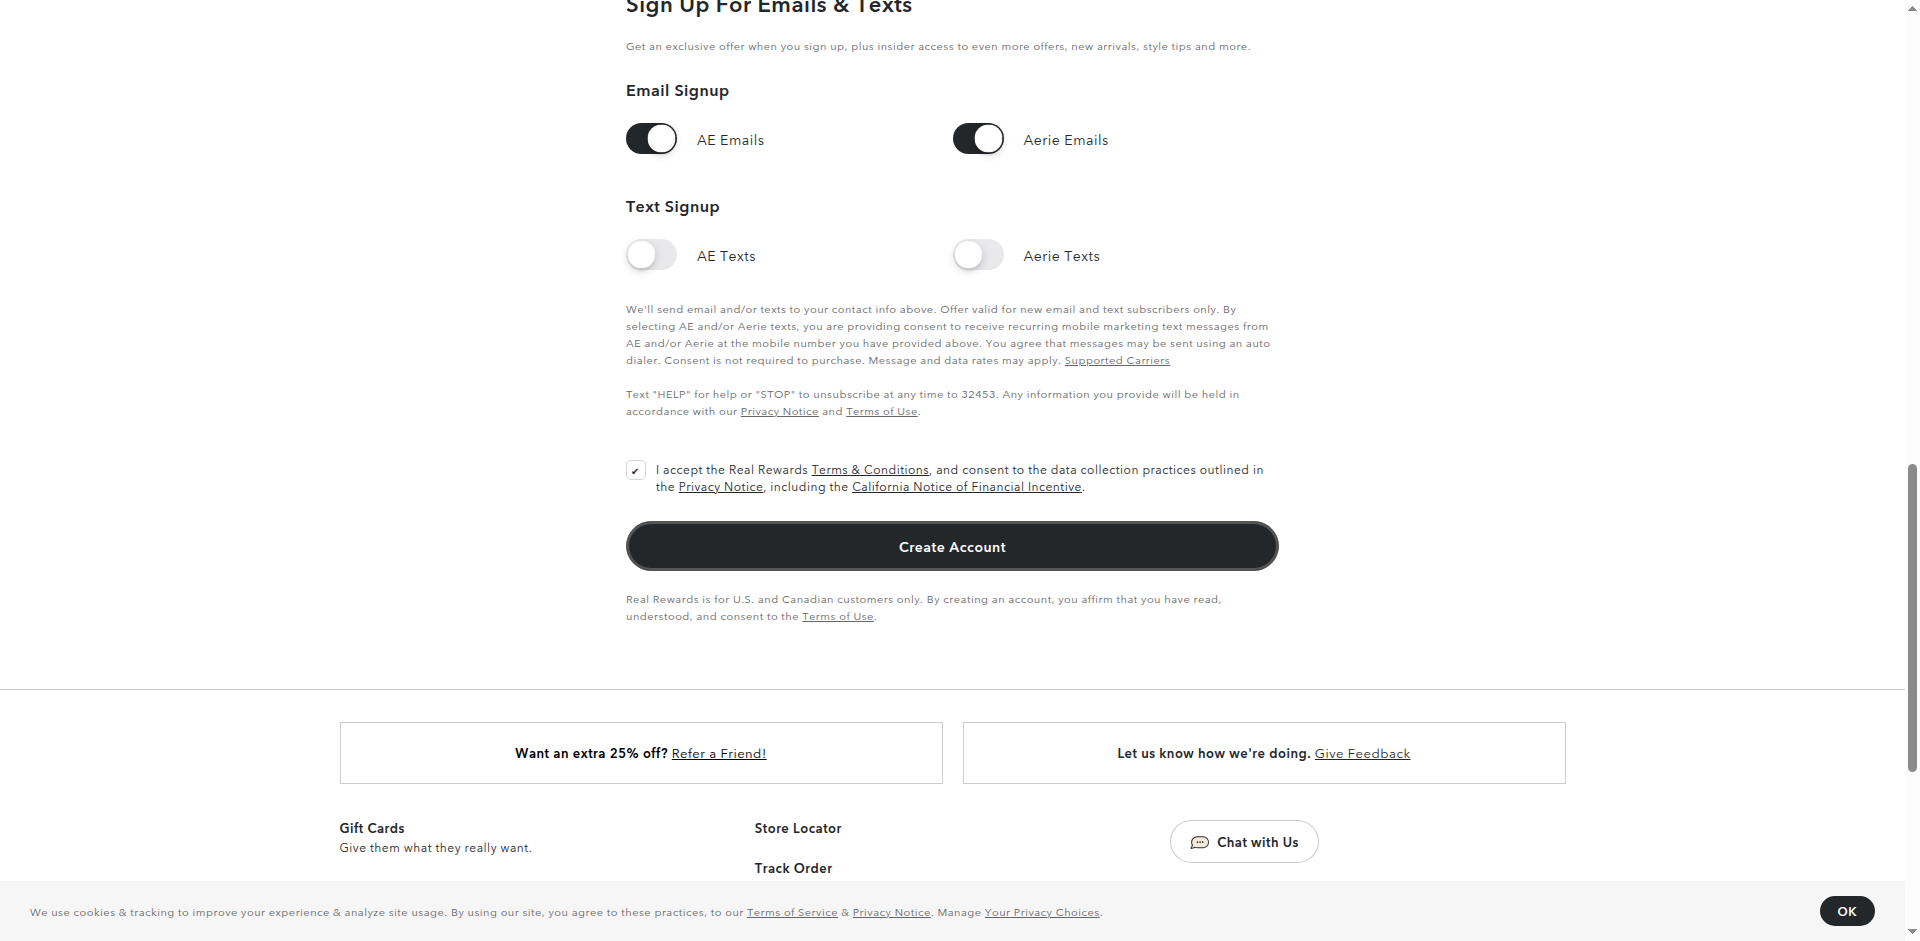 Sign Up For Emails & Texts
Get an exclusive offer when you sign up, plus insider access to even more offers, new arrivals, style tips and more.
Email Signup
AE Emails
Aerie Emails
Text Signup
AE Texts
Aerie Texts
We'll send email and/or texts to your contact info above. Offer valid for new email and text subscribers only. By
selecting AE and/or Aerie texts, you are providing consent to receive recurring mobile marketing text messages from
AE and/or Aerie at the mobile number you have provided above. You agree that messages may be sent using an auto
dialer. Consent is not required to purchase. Message and data rates may apply. Supported Carriers
Text "HELP" for help or "STOP" to unsubscribe at any time to 32453. Any information you provide will be held in
accordance with our Privacy Notice and Terms of Use.
I accept the Real Rewards Terms & Conditions, and consent to the data collection practices outlined in
the Privacy Notice, including the California Notice of Financial Incentive.
Create Account
Real Rewards is for U.S. and Canadian customers only. By creating an account, you affirm that you have read,
understood, and consent to the Terms of Use.
Want an extra 25% off? Refer a Friend!
Let us know how we're doing. Give Feedback
Gift Cards
Give them what they really want.
Store Locator
Track Order
Chat with Us
We use cookies & tracking to improve your experience & analyze site usage. By using our site, you agree to these practices, to our Terms of Service & Privacy Notice. Manage Your Privacy Choices.
OK